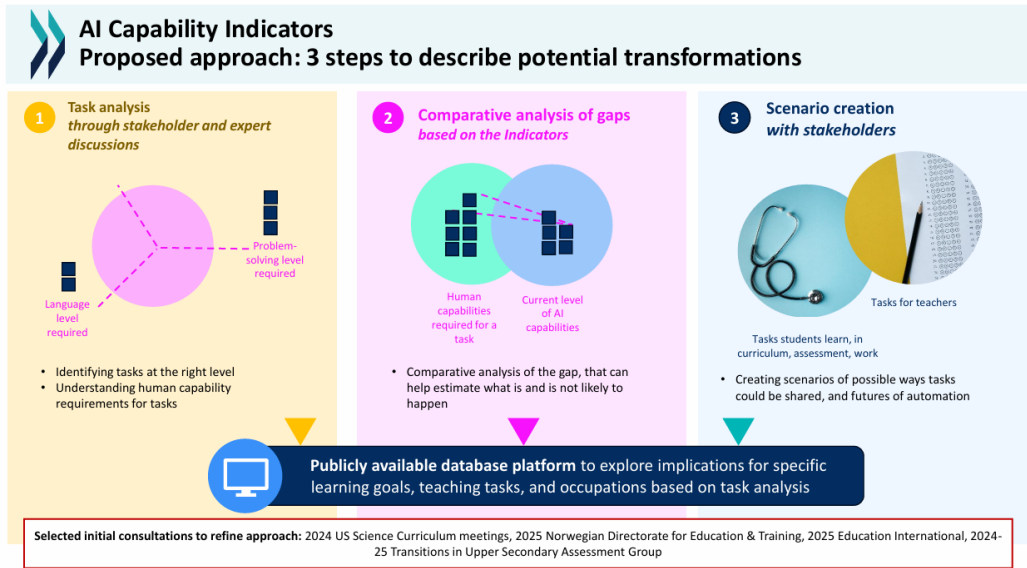 AI Capability Indicators
Proposed approach: 3 steps to describe potential transformations
1
Task analysis
through stakeholder and expert
discussions
Problem-
solving level
required
Language
level
required
• Identifying tasks at the right level
• Understanding human capability
requirements for tasks
2
Comparative analysis of gaps
based on the Indicators
Human
capabilities
required for a
task
Current level
of AI
capabilities
• Comparative analysis of the gap, that can
help estimate what is and is not likely to
happen
3
Scenario creation
with stakeholders
Tasks for teachers
Tasks students learn, in
curriculum, assessment, work
• Creating scenarios of possible ways tasks
could be shared, and futures of automation
Publicly available database platform to explore implications for specific
learning goals, teaching tasks, and occupations based on task analysis
Selected initial consultations to refine approach: 2024 US Science Curriculum meetings, 2025 Norwegian Directorate for Education & Training, 2025 Education International, 2024-
25 Transitions in Upper Secondary Assessment Group